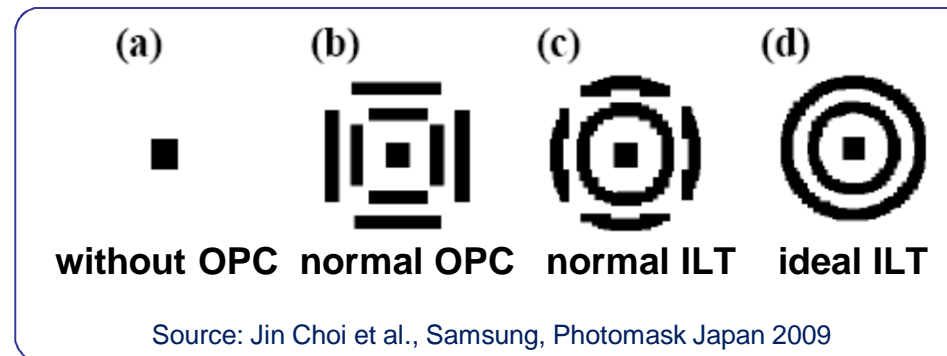 (a) (b) (c) (d)
without OPC normal OPC normal ILT ideal ILT
Source: Jin Choi et al., Samsung, Photomask Japan 2009